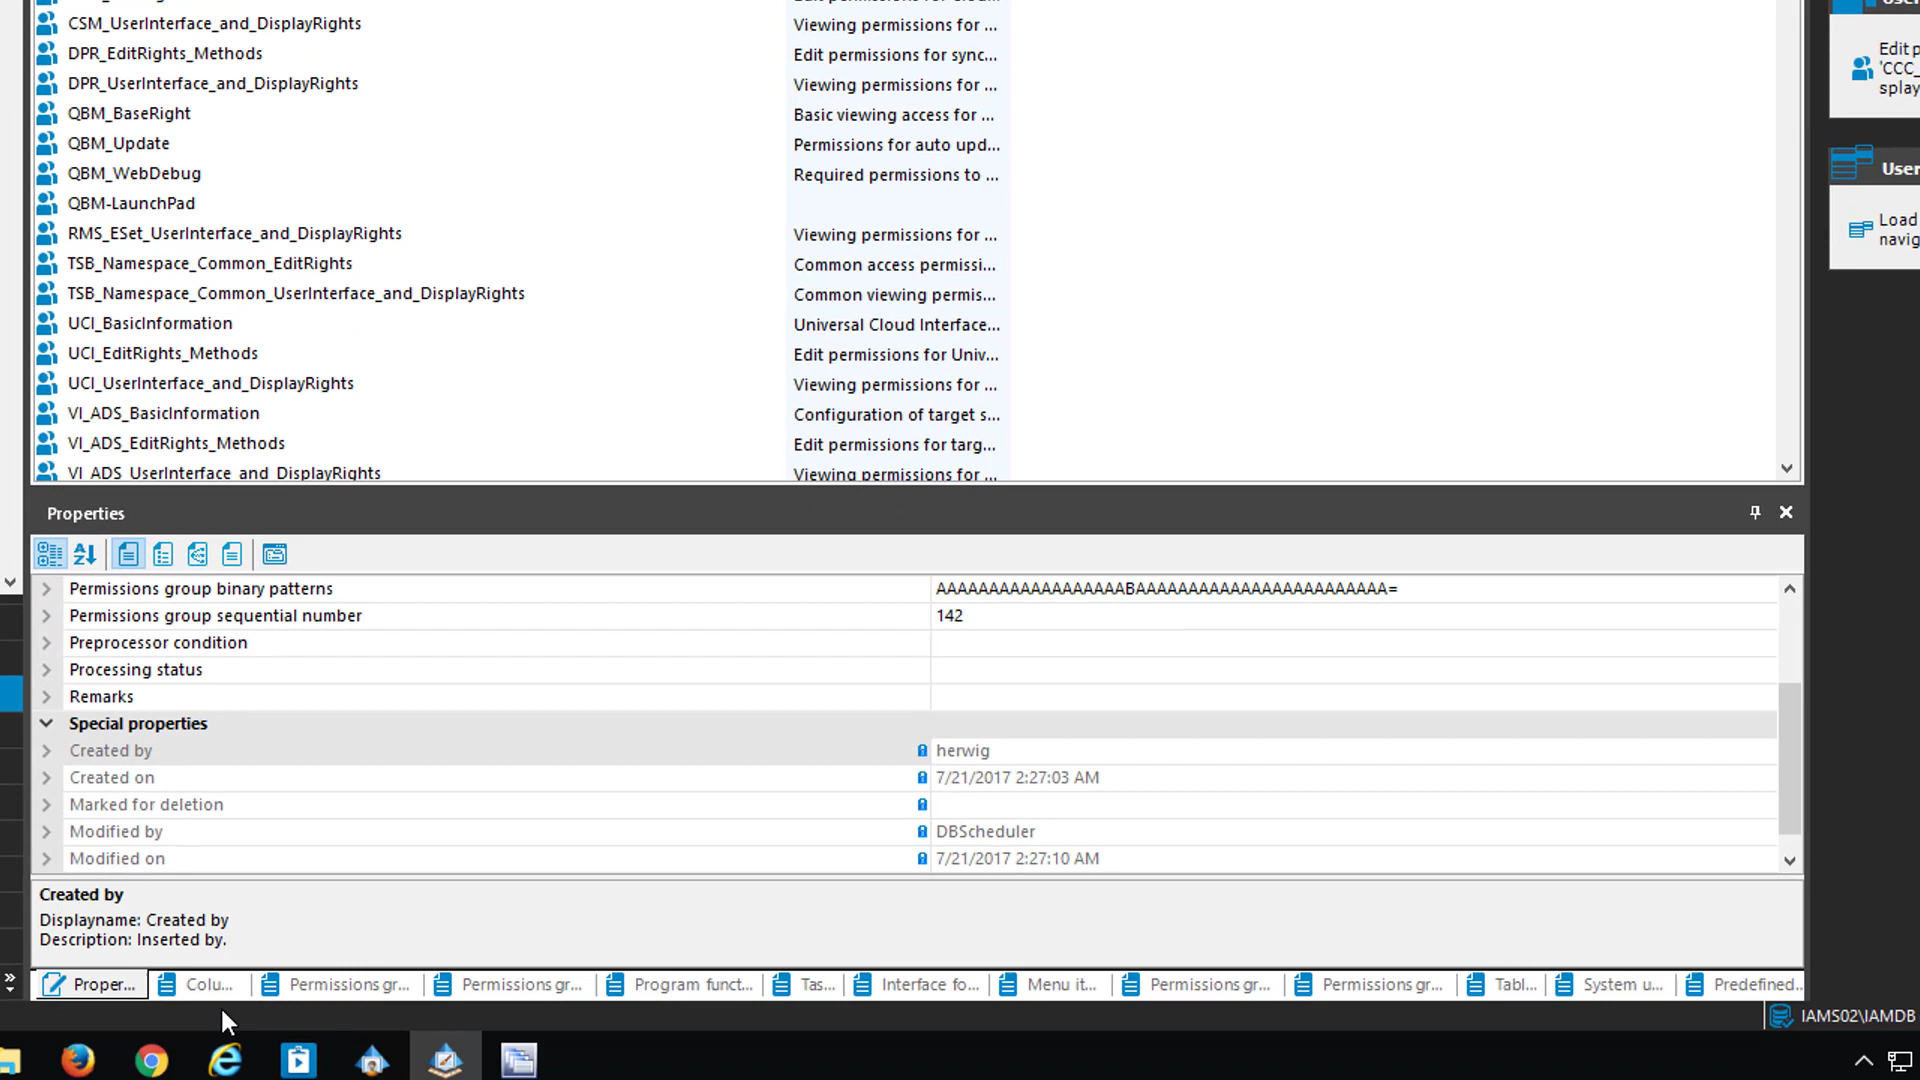 CSM_UserInterface_and_DisplayRights Viewing permissions for ...
DPR_EditRights_Methods Edit permissions for sync...
DPR_UserInterface_and_DisplayRights Viewing permissions for ...
QBM_BaseRight Basic viewing access for ...
QBM_Update Permissions for auto upd...
QBM_WebDebug Required permissions to ...
QBM-LaunchPad
RMS_ESet_UserInterface_and_DisplayRights Viewing permissions for ...
TSB_Namespace_Common_EditRights Common access permissi...
TSB_Namespace_Common_UserInterface_and_DisplayRights Common viewing permis...
UCI_BasicInformation Universal Cloud Interface...
UCI_EditRights_Methods Edit permissions for Univ...
UCI_UserInterface_and_DisplayRights Viewing permissions for ...
VI_ADS_BasicInformation Configuration of target s...
VI_ADS_EditRights_Methods Edit permissions for targ...
VI_ADS_UserInterface_and_DisplayRights Viewing permissions for ...
Edit p
'CCC_
splay
User
Load
navig
Properties
Permissions group binary patterns AAAAAAAAAAAAAAAAAABAAAAAAAAAAAAAAAAAAAAAAAA=
Permissions group sequential number 142
Preprocessor condition
Processing status
Remarks
Special properties
Created by herwig
Created on 7/21/2017 2:27:03 AM
Marked for deletion
Modified by DBScheduler
Modified on 7/21/2017 2:27:10 AM
Created by
Displayname: Created by
Description: Inserted by.
Proper... Colu... Permissions gr... Permissions gr... Program funct... Tas... Interface fo... Menu it... Permissions gr... Permissions gr... Tabl... System u... Predefined...
IAMS02\IAMDB